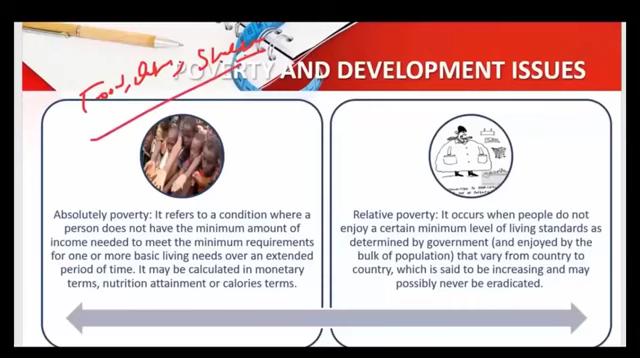 POVERTY AND DEVELOPMENT ISSUES
Absolutely poverty: It refers to a condition where a
person does not have the minimum amount of
income needed to meet the minimum requirements
for one or more basic living needs over an extended
period of time. It may be calculated in monetary
terms, nutrition attainment or calories terms.
Relative poverty: It occurs when people do not
enjoy a certain minimum level of living standards as
determined by government (and enjoyed by the
bulk of population) that vary from country to
country, which is said to be increasing and may
possibly never be eradicated.